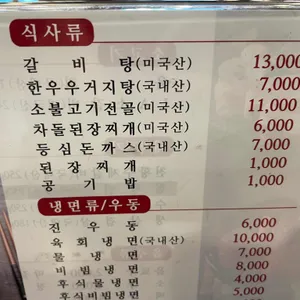 식사류
갈비탕(미국산) 13,000
한우우거지탕(국내산) 7,000
소불고기전골(미국산) 11,000
차돌된장찌개(미국산) 6,000
등심돈까스(국내산) 7,000
된장찌개 1,000
공기밥 1,000
냉면류/우동
진우동 6,000
육회냉면(국내산) 10,000
물냉면 7,000
비빔냉면 8,000
후식물냉면 4,000
후식비빔냉면 5,000